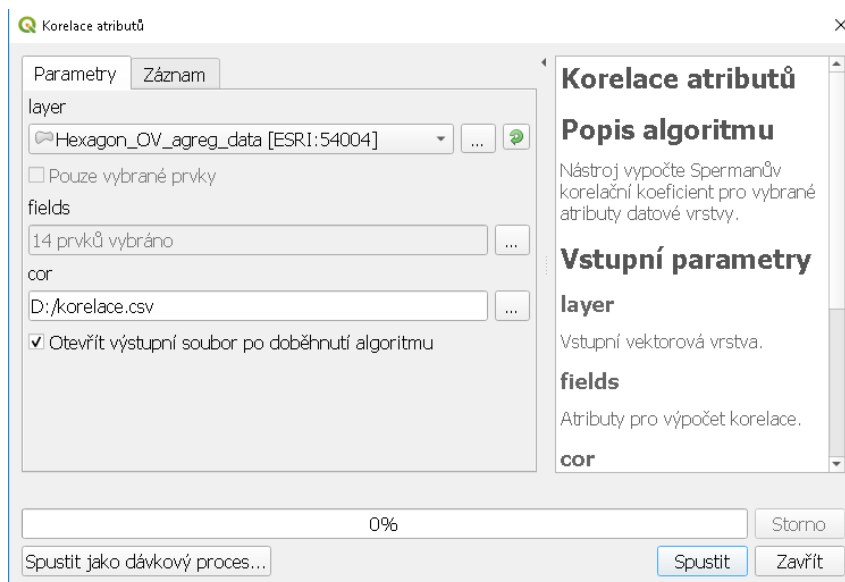 Korelace atributů
Parametry
Záznam
layer
Hexagon_OV_agreg_data [ESRI:54004]
...
Pouze vybrané prvky
fields
14 prvků vybráno
...
cor
D:/korelace.csv
...
Otevřít výstupní soubor po doběhnutí algoritmu
Korelace atributů
Popis algoritmu
Nástroj vypočte Spermanův
korelační koeficient pro vybrané
atributy datové vrstvy.
Vstupní parametry
layer
Vstupní vektorová vrstva.
fields
Atributy pro výpočet korelace.
cor
0%
Storno
Spustit jako dávkový proces...
Spustit
Zavřít